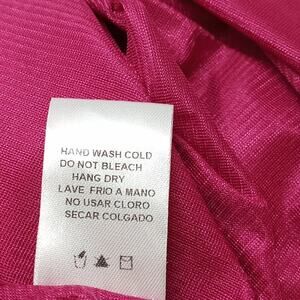 HAND WASH COLD
DO NOT BLEACH
HANG DRY
LAVE FRIO A MANO
NO USAR CLORO
SECAR COLGADO